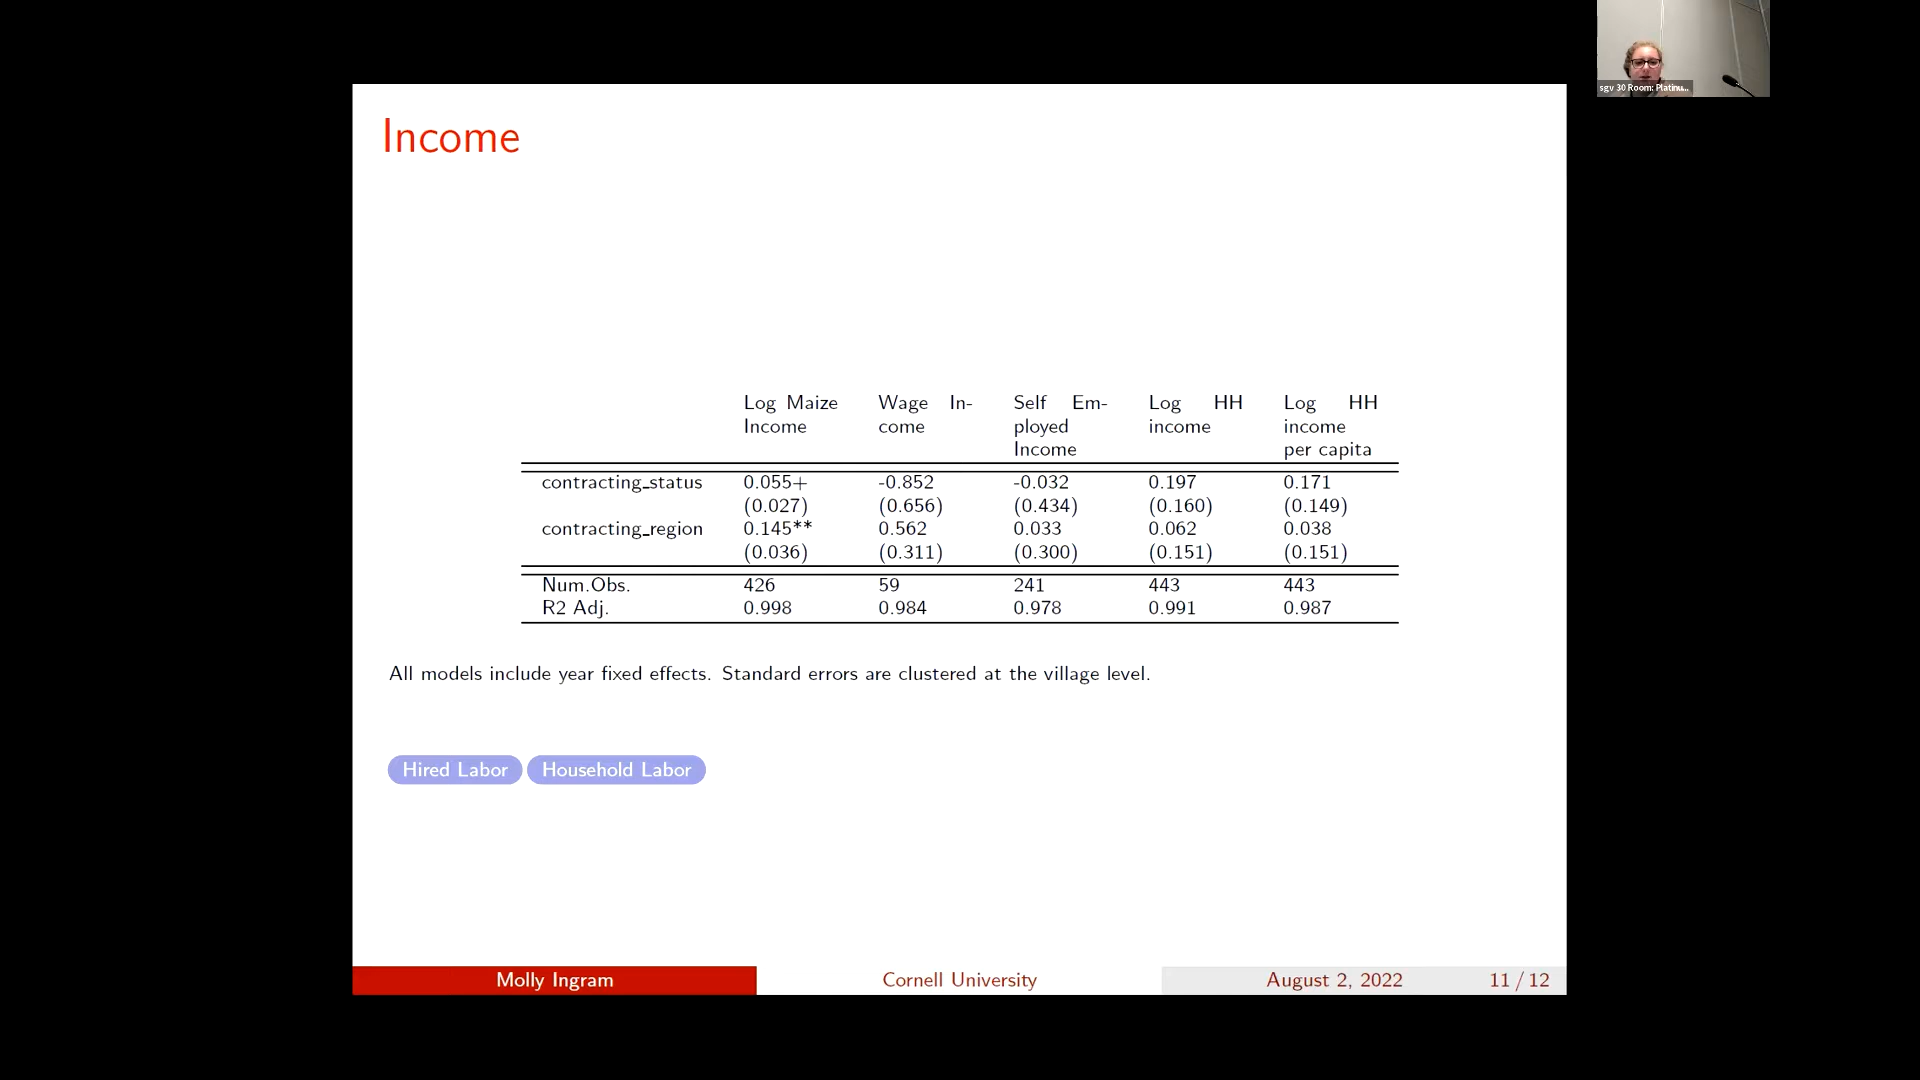 sgv 30 Room: Platinu...
Income
Log Maize Income	Wage In-come	Self Em-ployed Income	Log HH income	Log HH income per capita
contracting_status	0.055+	-0.852	-0.032	0.197	0.171
(0.027)	(0.656)	(0.434)	(0.160)	(0.149)
contracting_region	0.145**	0.562	0.033	0.062	0.038
(0.036)	(0.311)	(0.300)	(0.151)	(0.151)
Num.Obs.	426	59	241	443	443
R2 Adj.	0.998	0.984	0.978	0.991	0.987
All models include year fixed effects. Standard errors are clustered at the village level.
Hired Labor	Household Labor
Molly Ingram	Cornell University	August 2, 2022	11 / 12